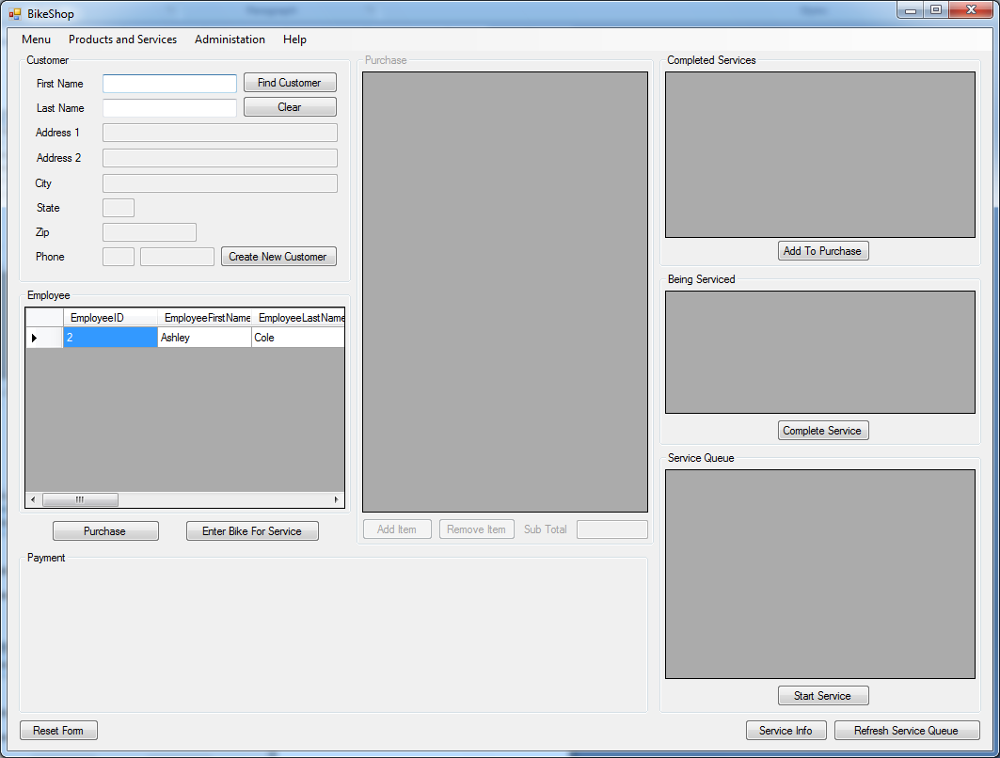 BikeShop
Menu Products and Services Administation Help
Customer
First Name
Find Customer
Last Name
Clear
Address 1
Address 2
City
State
Zip
Phone
Create New Customer
Employee
EmployeeID EmployeeFirstName EmployeeLastName
2 Ashley Cole
Purchase
Enter Bike For Service
Purchase
Add Item
Remove Item
Sub Total
Completed Services
Add To Purchase
Being Serviced
Complete Service
Service Queue
Start Service
Payment
Reset Form
Service Info
Refresh Service Queue